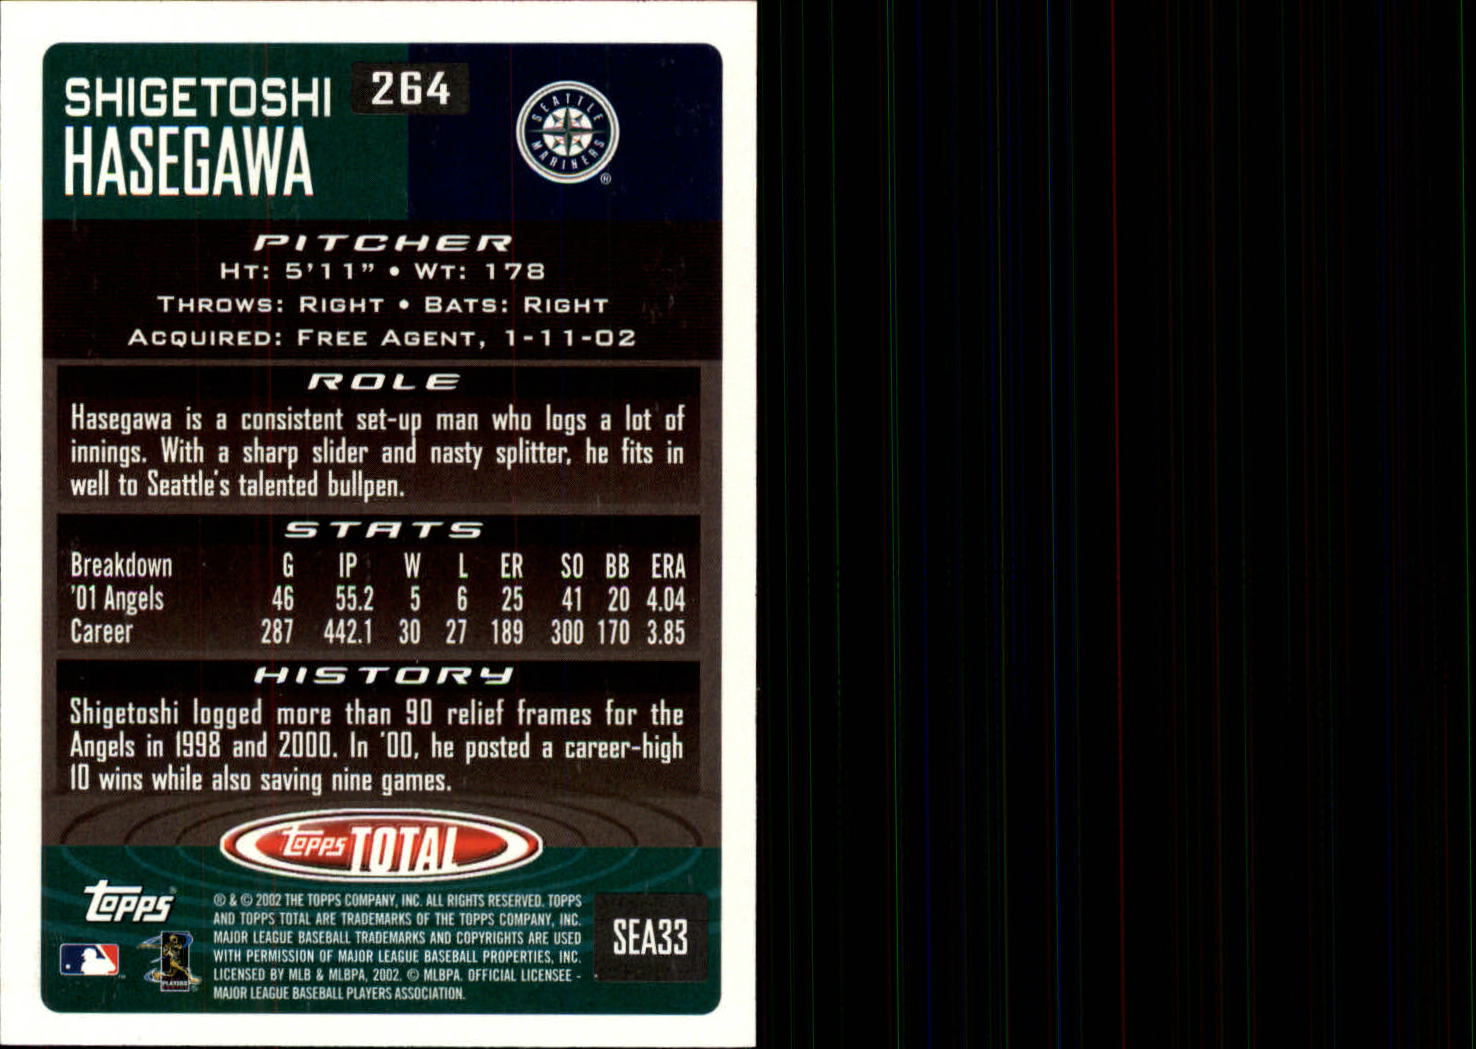 SHIGETOSHI
HASEGAWA
264
SEATTLE
MARINERS
®
PITCHER
HT: 5'11" • WT: 178
THROWS: RIGHT • BATS: RIGHT
ACQUIRED: FREE AGENT, 1-11-02
ROLE
Hasegawa is a consistent set-up man who logs a lot of
innings. With a sharp slider and nasty splitter, he fits in
well to Seattle's talented bullpen.
STATS
Breakdown G IP W L ER SO BB ERA
'01 Angels 46 55.2 5 6 25 41 20 4.04
Career 287 442.1 30 27 189 300 170 3.85
HISTORY
Shigetoshi logged more than 90 relief frames for the
Angels in 1998 and 2000. In '00, he posted a career-high
10 wins while also saving nine games.
Topps TOTAL
Topps®
® & © 2002 THE TOPPS COMPANY, INC. ALL RIGHTS RESERVED. TOPPS
AND TOPPS TOTAL ARE TRADEMARKS OF THE TOPPS COMPANY, INC.
MAJOR LEAGUE BASEBALL TRADEMARKS AND COPYRIGHTS ARE USED
WITH PERMISSION OF MAJOR LEAGUE BASEBALL PROPERTIES, INC.
LICENSED BY MLB & MLBPA, 2002. © MLBPA. OFFICIAL LICENSEE -
MAJOR LEAGUE BASEBALL PLAYERS ASSOCIATION.
SEA33
PLAYERS